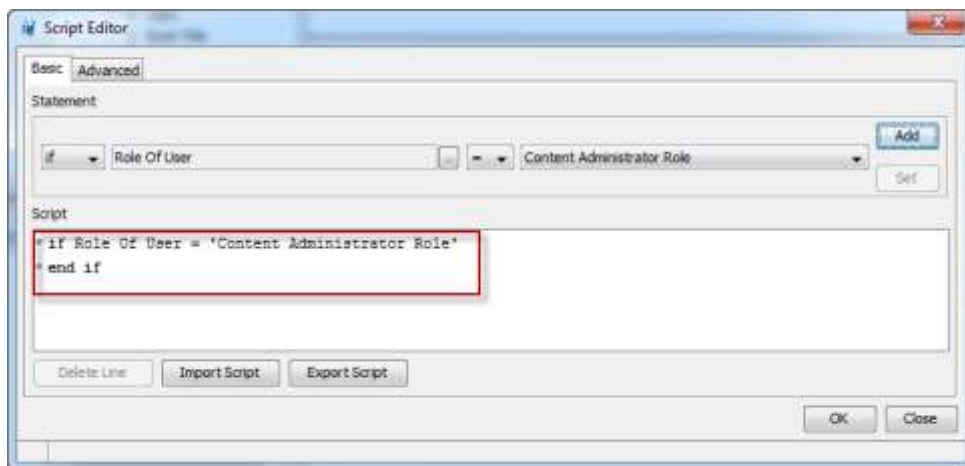 Script Editor
Basic Advanced
Statement
if Role Of User ... = Content Administrator Role
Add
Set
Script
if Role Of User = 'Content Administrator Role'
end if
Delete Line Import Script Export Script
OK Close